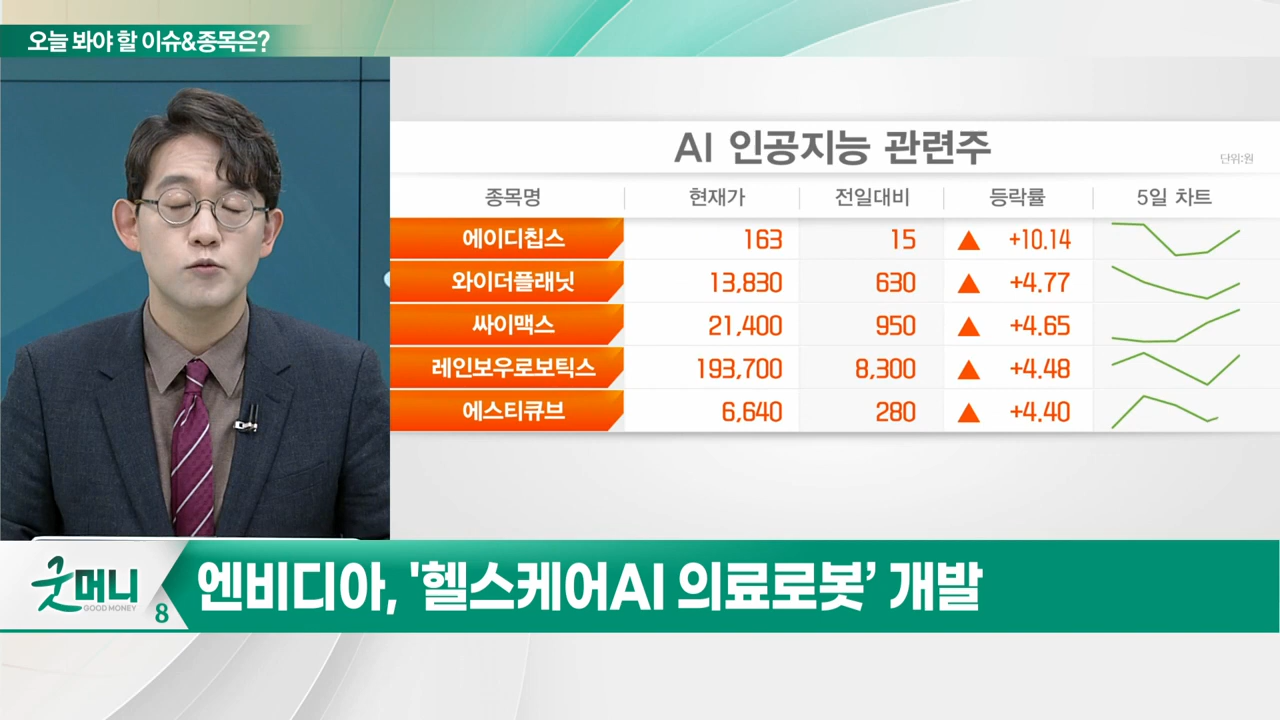 오늘 봐야 할 이슈&종목은?
AI 인공지능 관련주
단위:원
종목명 현재가 전일대비 등락률 5일 차트
에이디칩스 163 15 ▲ +10.14
와이더플래닛 13,830 630 ▲ +4.77
싸이맥스 21,400 950 ▲ +4.65
레인보우로보틱스 193,700 8,300 ▲ +4.48
에스티큐브 6,640 280 ▲ +4.40
굿머니
GOOD MONEY
8
엔비디아, '헬스케어AI 의료로봇’ 개발